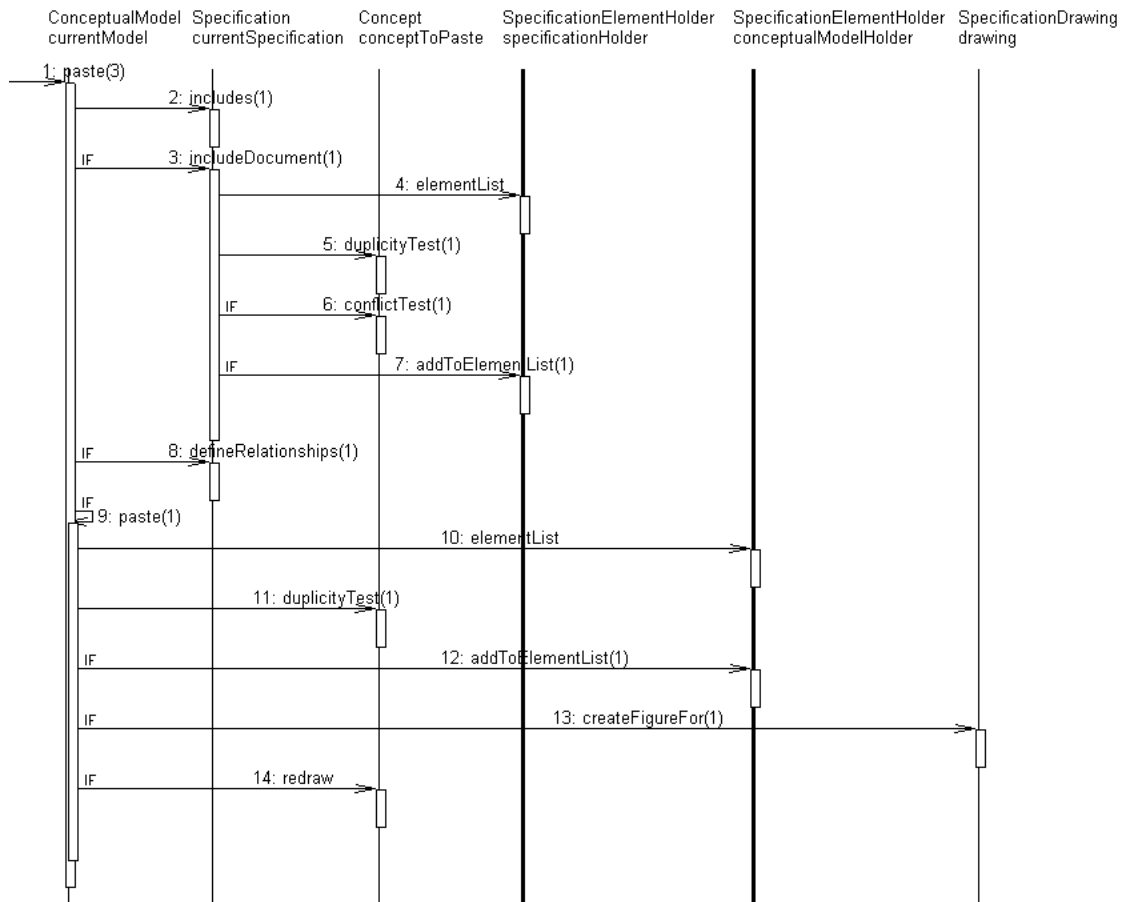 ConceptualModel Specification Concept SpecificationElementHolder SpecificationElementHolder SpecificationDrawing
currentModel currentSpecification conceptToPaste specificationHolder conceptualModelHolder drawing
1: paste(3)
2: includes(1)
IF 3: includeDocument(1)
4: elementList
5: duplicityTest(1)
IF 6: conflictTest(1)
IF 7: addToElementList(1)
IF 8: defineRelationships(1)
IF
9: paste(1)
10: elementList
11: duplicityTest(1)
IF 12: addToElementList(1)
IF 13: createFigureFor(1)
IF 14: redraw